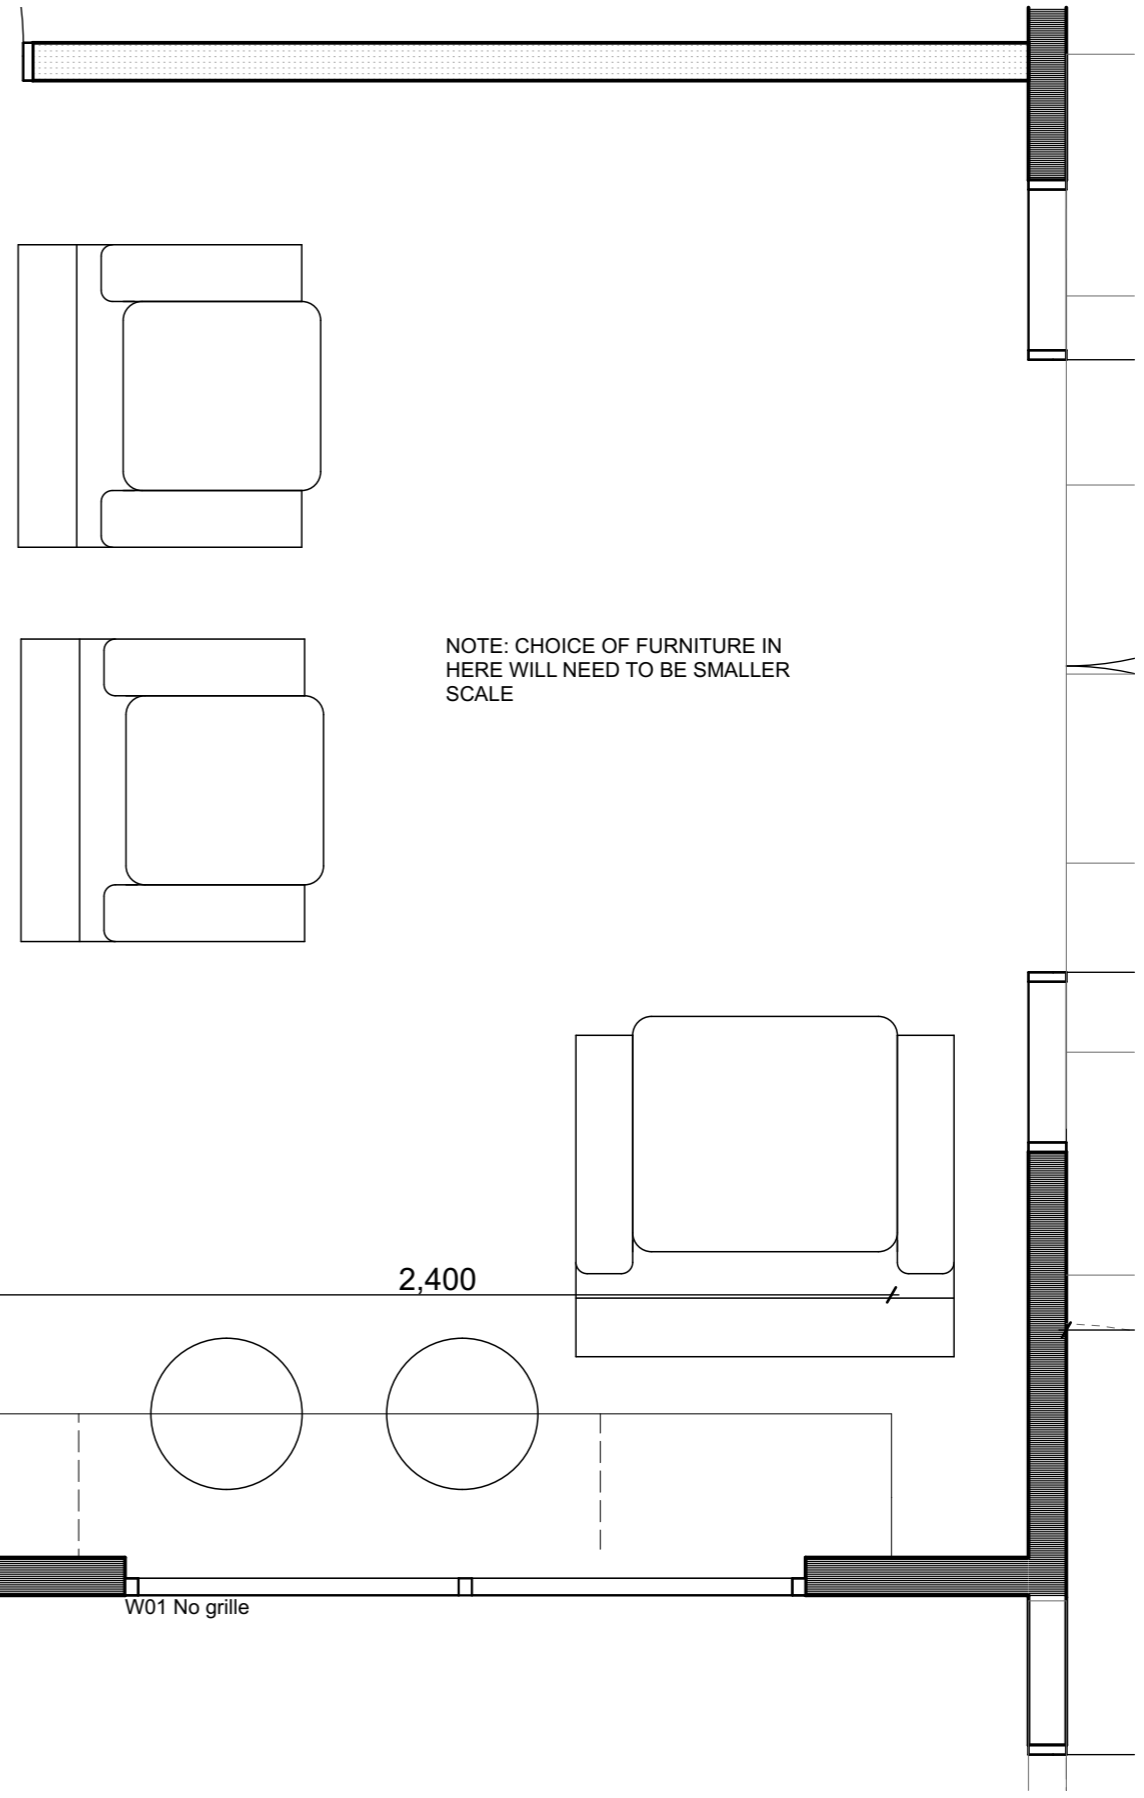 NOTE: CHOICE OF FURNITURE IN
HERE WILL NEED TO BE SMALLER
SCALE
2,400
W01 No grille